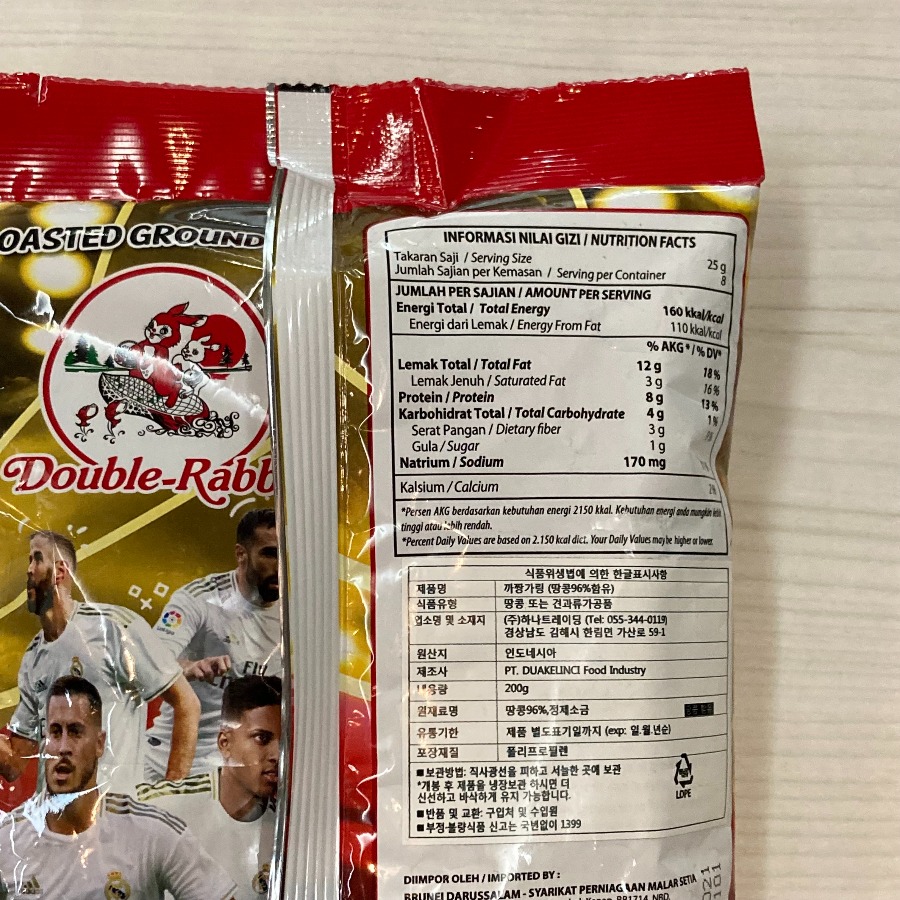 OASTED GROUND
Double-Rabb
INFORMASI NILAI GIZI / NUTRITION FACTS
Takaran Saji / Serving Size 25 g
Jumlah Sajian per Kemasan / Serving per Container 8
JUMLAH PER SAJIAN / AMOUNT PER SERVING
Energi Total / Total Energy 160 kkal/kcal
Energi dari Lemak / Energy From Fat 110 kkal/kcal
% AKG* / % DV*
Lemak Total / Total Fat 12 g 18 %
Lemak Jenuh / Saturated Fat 3 g 16 %
Protein / Protein 8 g 13 %
Karbohidrat Total / Total Carbohydrate 4 g 1 %
Serat Pangan / Dietary fiber 3 g
Gula / Sugar 1 g
Natrium / Sodium 170 mg
Kalsium / Calcium 2%
*Persen AKG berdasarkan kebutuhan energi 2150 kkal. Kebutuhan energi anda mungkin lebih
tinggi atau lebih rendah.
*Percent Daily Values are based on 2.150 kcal dict. Your Daily Values may be higher or lower.
식품위생법에 의한 한글표시사항
제품명 까짱가링 (땅콩96%함유)
식품유형 땅콩 또는 견과류가공품
업소명 및 소재지 (주)하나트레이딩 (Tel: 055-344-0119)
경상남도 김해시 한림면 가산로 59-1
원산지 인도네시아
제조사 PT. DUAKELINCI Food Industry
내용량 200g
원재료명 땅콩96%,정제소금
유통기한 제품 별도표기일까지 (exp: 일.월.년순)
포장재질 폴리프로필렌
■보관방법: 직사광선을 피하고 서늘한 곳에 보관
*개봉 후 제품을 냉장보관 하시면 더
신선하고 바삭하게 유지 가능합니다.
■반품 및 교환: 구입처 및 수입원
■부정·불량식품 신고는 국번없이 1399
LDPE
DIIMPOR OLEH / IMPORTED BY :
BRUNEI DARUSSALAM - SYARIKAT PERNIAGAAN MALAR SETIA
BB1714, NBD.